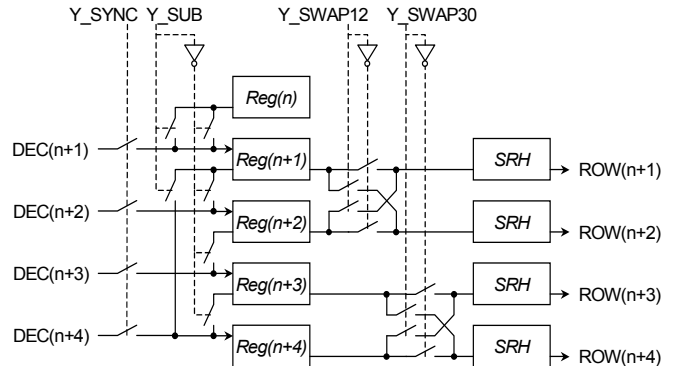 Y_SYNC Y_SUB Y_SWAP12 Y_SWAP30
Reg(n)
DEC(n+1) Reg(n+1) SRH ROW(n+1)
DEC(n+2) Reg(n+2) SRH ROW(n+2)
DEC(n+3) Reg(n+3) SRH ROW(n+3)
DEC(n+4) Reg(n+4) SRH ROW(n+4)